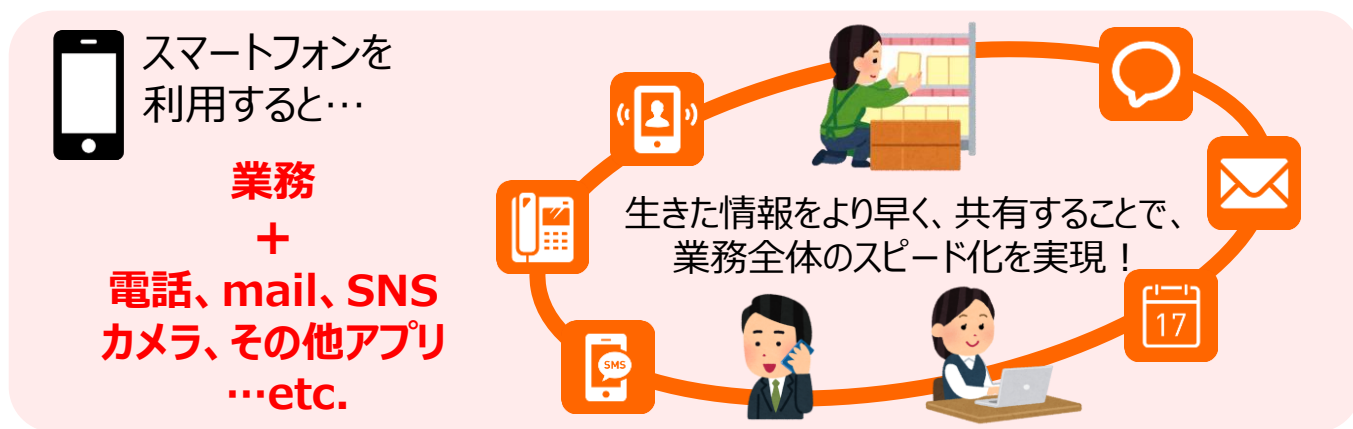 スマートフォンを
利用すると…
業務
+
電話、mail、SNS
カメラ、その他アプリ
…etc.
生きた情報をより早く、共有することで、
業務全体のスピード化を実現！
17
SMS